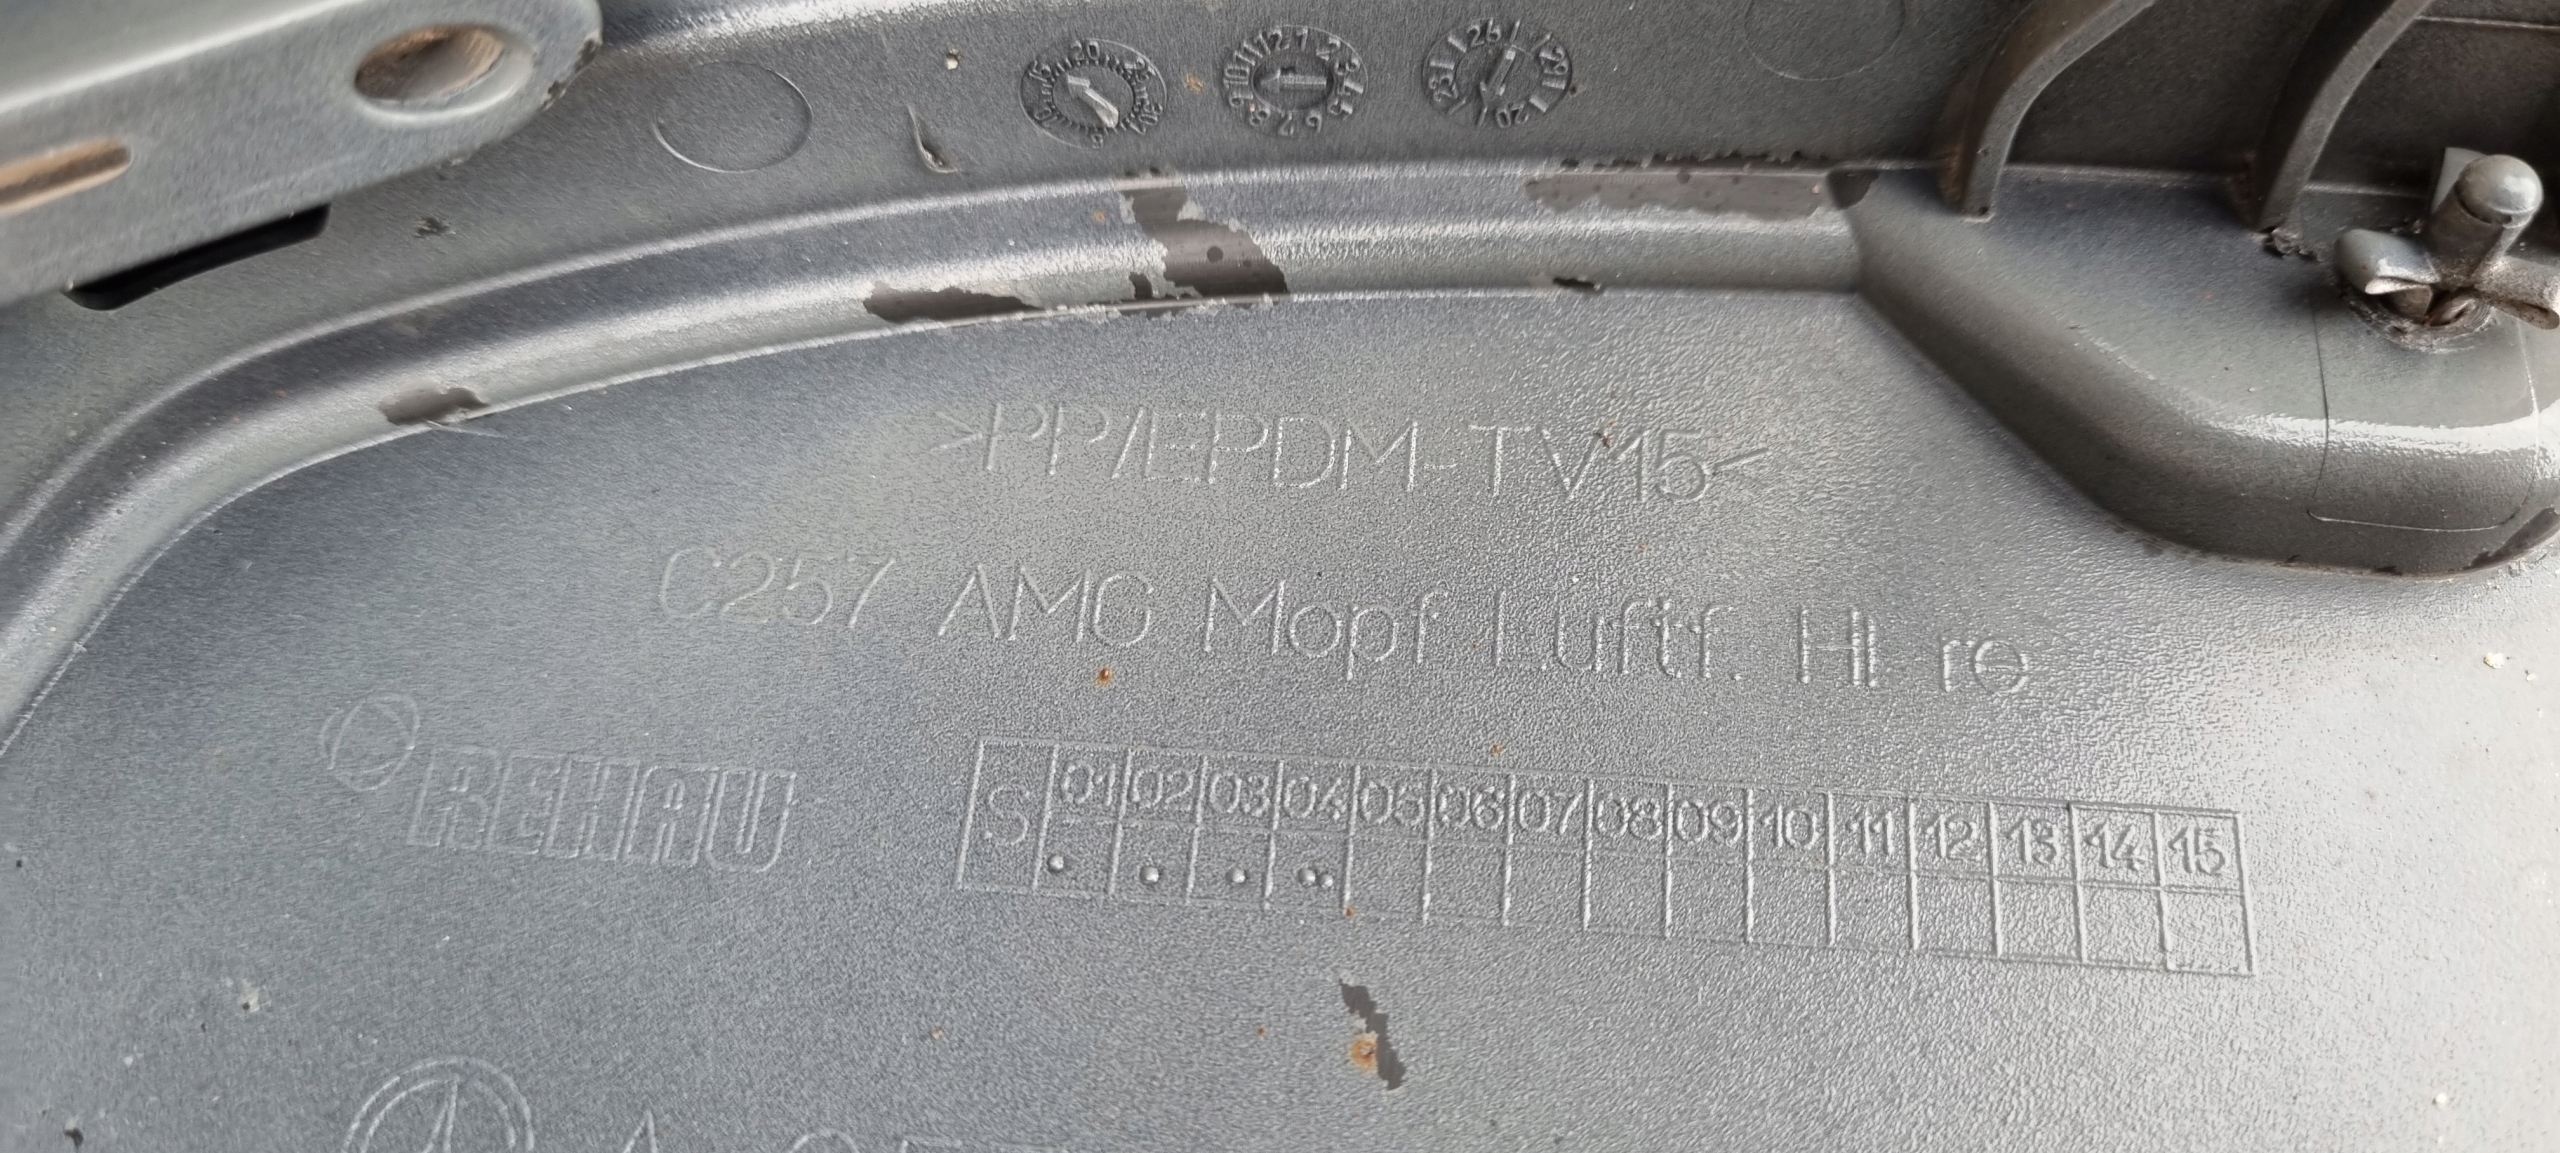 >PP/EPDM-TV15<
C257 AMG Mopf Luftf. HI re
REHAU
S 01 02 03 04 05 06 07 08 09 10 11 12 13 14 15